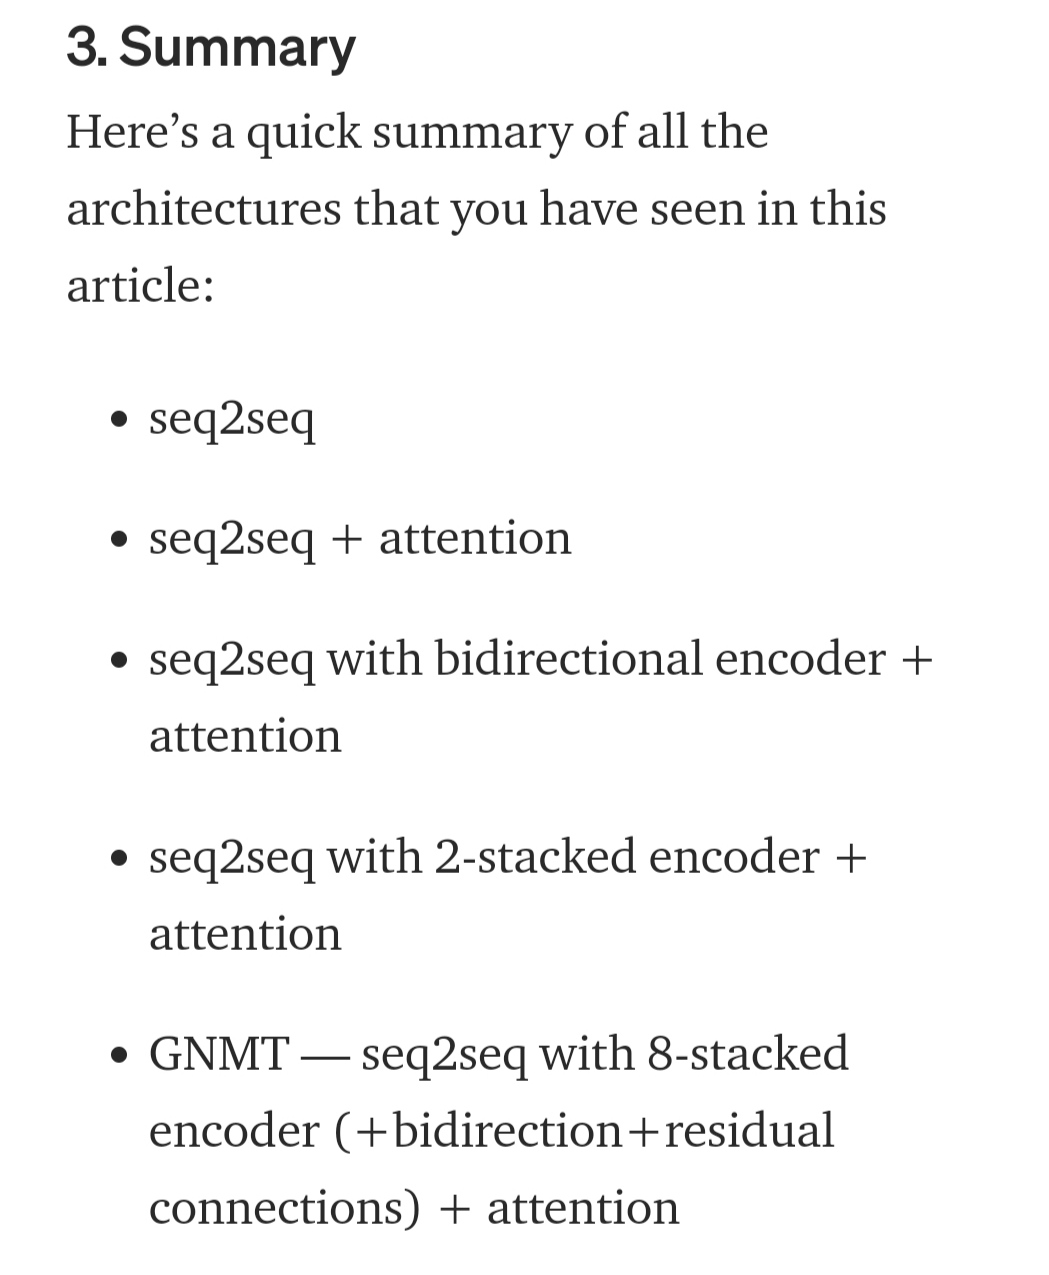 3. Summary
Here’s a quick summary of all the
architectures that you have seen in this
article:
• seq2seq
• seq2seq + attention
• seq2seq with bidirectional encoder +
attention
• seq2seq with 2-stacked encoder +
attention
• GNMT — seq2seq with 8-stacked
encoder (+bidirection+residual
connections) + attention